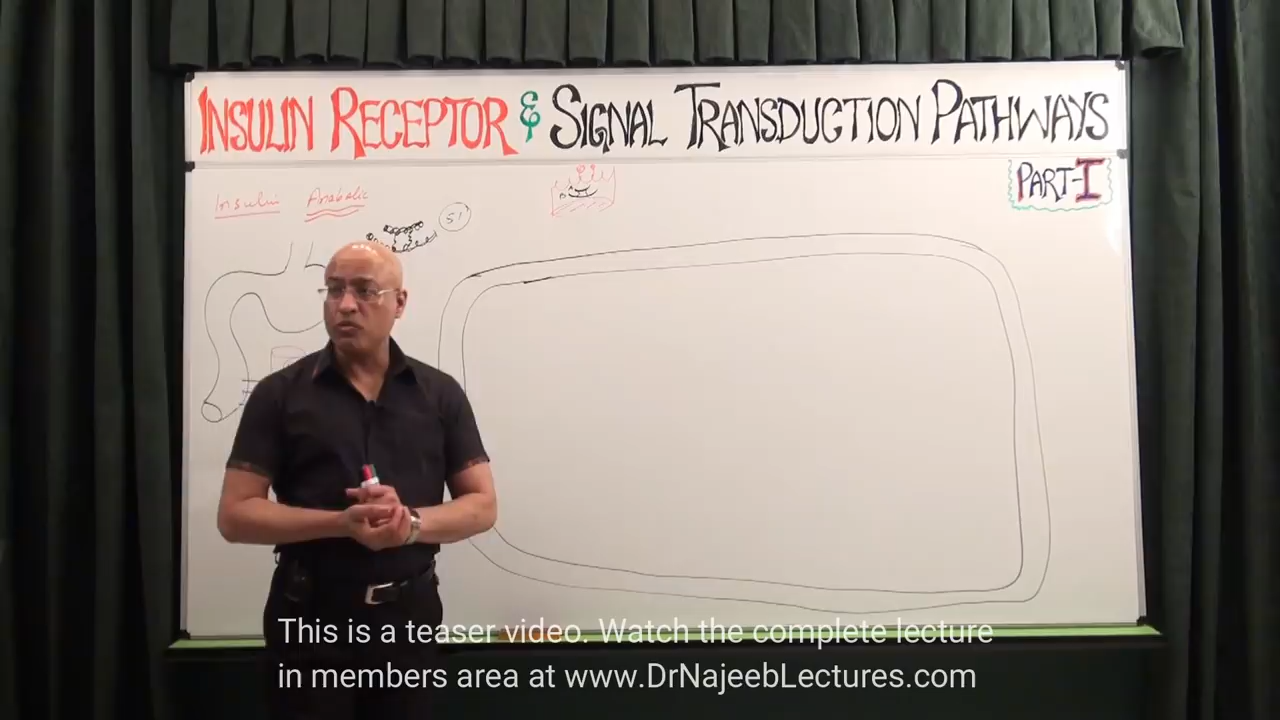 INSULIN RECEPTOR & SIGNAL TRANSDUCTION PATHWAYS
PART-I
Insulin Anabolic
51
This is a teaser video. Watch the complete lecture
in members area at www.DrNajeebLectures.com